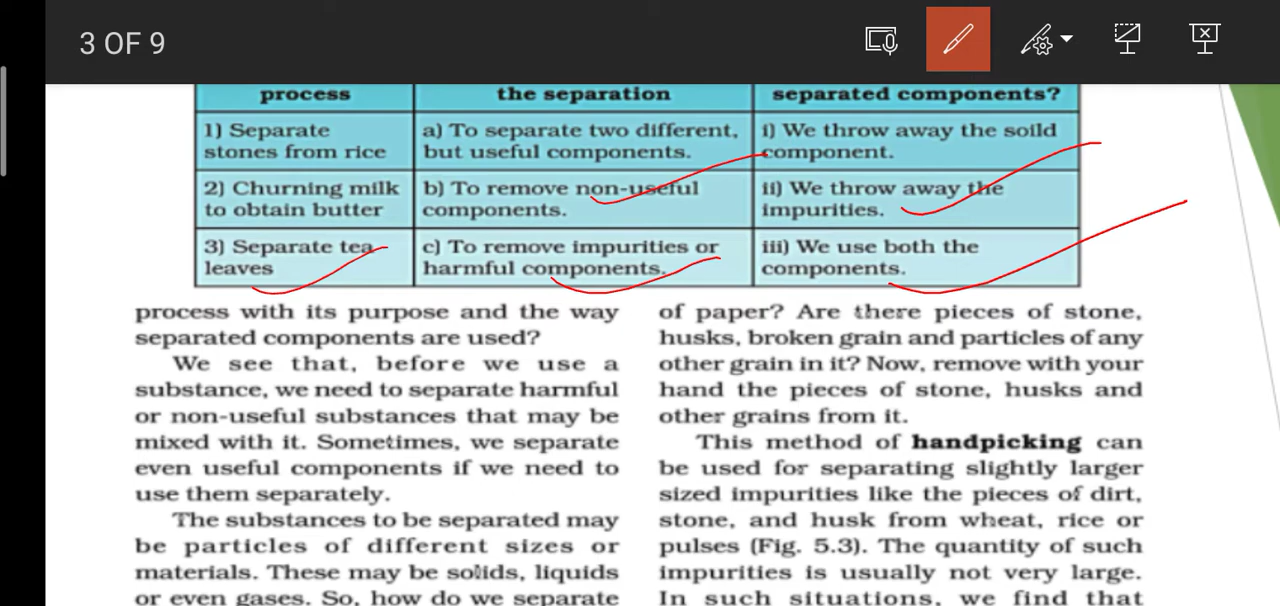 3 OF 9
process
the separation
separated components?
1) Separate
stones from rice
a) To separate two different,
but useful components.
i) We throw away the soild
component.
2) Churning milk
to obtain butter
b) To remove non-useful
components.
ii) We throw away the
impurities.
3) Separate tea
leaves
c) To remove impurities or
harmful components.
iii) We use both the
components.
process with its purpose and the way
separated components are used?
We see that, before we use a
substance, we need to separate harmful
or non-useful substances that may be
mixed with it. Sometimes, we separate
even useful components if we need to
use them separately.
The substances to be separated may
be particles of different sizes or
materials. These may be solids, liquids
or even gases. So, how do we separate
of paper? Are there pieces of stone,
husks, broken grain and particles of any
other grain in it? Now, remove with your
hand the pieces of stone, husks and
other grains from it.
This method of handpicking can
be used for separating slightly larger
sized impurities like the pieces of dirt,
stone, and husk from wheat, rice or
pulses (Fig. 5.3). The quantity of such
impurities is usually not very large.
In such situations, we find that